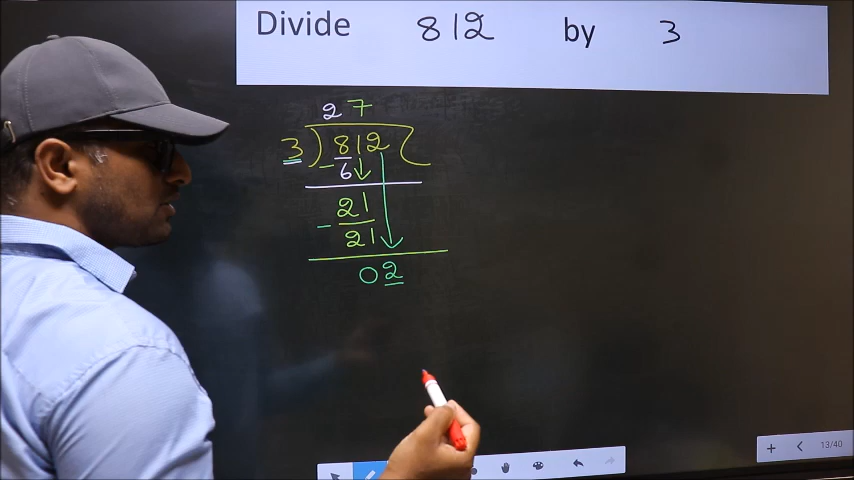 Divide 812 by 3
27
3 ) 812 (
- 6
21
- 21
02
+ < 13/40